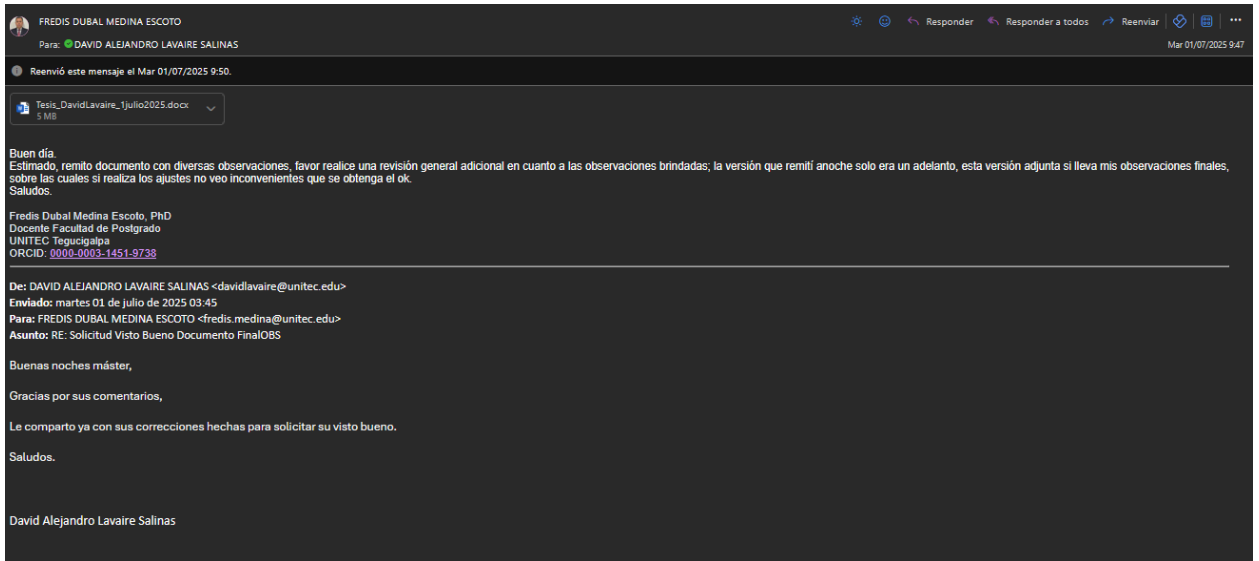 FREDIS DUBAL MEDINA ESCOTO
Responder Responder a todos Reenviar
Para: DAVID ALEJANDRO LAVAIRE SALINAS
Mar 01/07/2025 9:47
Reenvió este mensaje el Mar 01/07/2025 9:50.
Tesis_DavidLavaire_1julio2025.docx
5 MB
Buen día.
Estimado, remito documento con diversas observaciones, favor realice una revisión general adicional en cuanto a las observaciones brindadas; la versión que remití anoche solo era un adelanto, esta versión adjunta si lleva mis observaciones finales,
sobre las cuales si realiza los ajustes no veo inconvenientes que se obtenga el ok.
Saludos.
Fredis Dubal Medina Escoto, PhD
Docente Facultad de Postgrado
UNITEC Tegucigalpa
ORCID: 0000-0003-1451-9738
De: DAVID ALEJANDRO LAVAIRE SALINAS <davidlavaire@unitec.edu>
Enviado: martes 01 de julio de 2025 03:45
Para: FREDIS DUBAL MEDINA ESCOTO <fredis.medina@unitec.edu>
Asunto: RE: Solicitud Visto Bueno Documento FinalOBS
Buenas noches máster,
Gracias por sus comentarios,
Le comparto ya con sus correcciones hechas para solicitar su visto bueno.
Saludos.
David Alejandro Lavaire Salinas